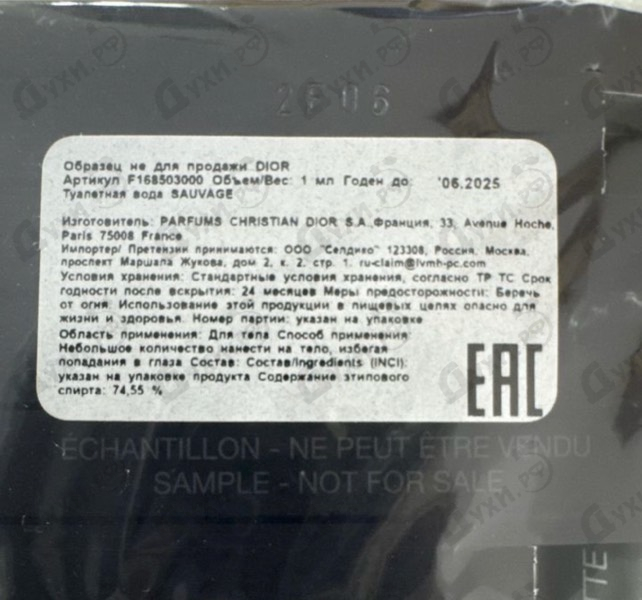 2F06
Образец не для продажи DIOR
Артикул F168503000 Объем/Вес: 1 мл Годен до: '06.2025
Туалетная вода SAUVAGE
Изготовитель: PARFUMS CHRISTIAN DIOR S.A.,Франция, 33, Avenue Hoche,
Paris 75008 France
Импортер/ Претензии принимаются: ООО "Селдико" 123308, Россия, Москва,
проспект Маршала Жукова, дом 2, к. 2, стр. 1, ru-claim@lvmh-pc.com
Условия хранения: Стандартные условия хранения, согласно ТР ТС Срок
годности после вскрытия: 24 месяцев Меры предосторожности: Беречь
от огня. Использование этой продукции в пищевых целях опасно для
жизни и здоровья. Номер партии: указан на упаковке
Область применения: Для тела Способ применения:
Небольшое количество нанести на тело, избегая
попадания в глаза Состав: Состав/Ingredients (INCI):
указан на упаковке продукта Содержание этилового
спирта: 74,55 %
EAC
ÉCHANTILLON - NE PEUT ÊTRE VENDU
SAMPLE - NOT FOR SALE
TTE